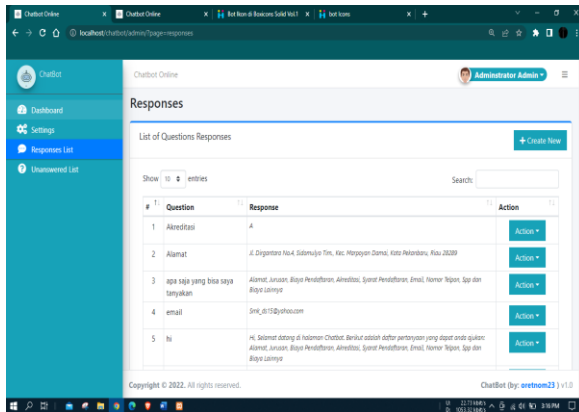 Chatbot Online
Chatbot Online
Bot Icon di Boxicons Solid Vol.1
bot Icons
localhost/chatbot/admin/?page=responses
ChatBot
Chatbot Online
Adminstrator Admin
Dashboard
Settings
Responses List
Unanswered List
Responses
List of Questions Responses
+ Create New
Show 10 entries
Search:
# Question Response Action
1 Akreditasi A Action
2 Alamat Jl. Dirgantara No.4, Sidomulyo Tim., Kec. Marpoyan Damai, Kota Pekanbaru, Riau 28289 Action
3 apa saja yang bisa saya tanyakan Alamat, Jurusan, Biaya Pendaftaran, Akreditasi, Syarat Pendaftaran, Email, Nomor Telpon, Spp dan Biaya Lainnya Action
4 email Smk_dc15@yahoo.com Action
5 hi Hi, Selamat datang di halaman Chatbot. Berikut adalah daftar pertanyaan yang dapat anda ajukan: Alamat, Jurusan, Biaya Pendaftaran, Akreditasi, Syarat Pendaftaran, Email, Nomor Telpon, Spp dan Biaya Lainnya Action
Copyright © 2022. All rights reserved.
ChatBot (by: oretnom23 ) v1.0
3:16 PM